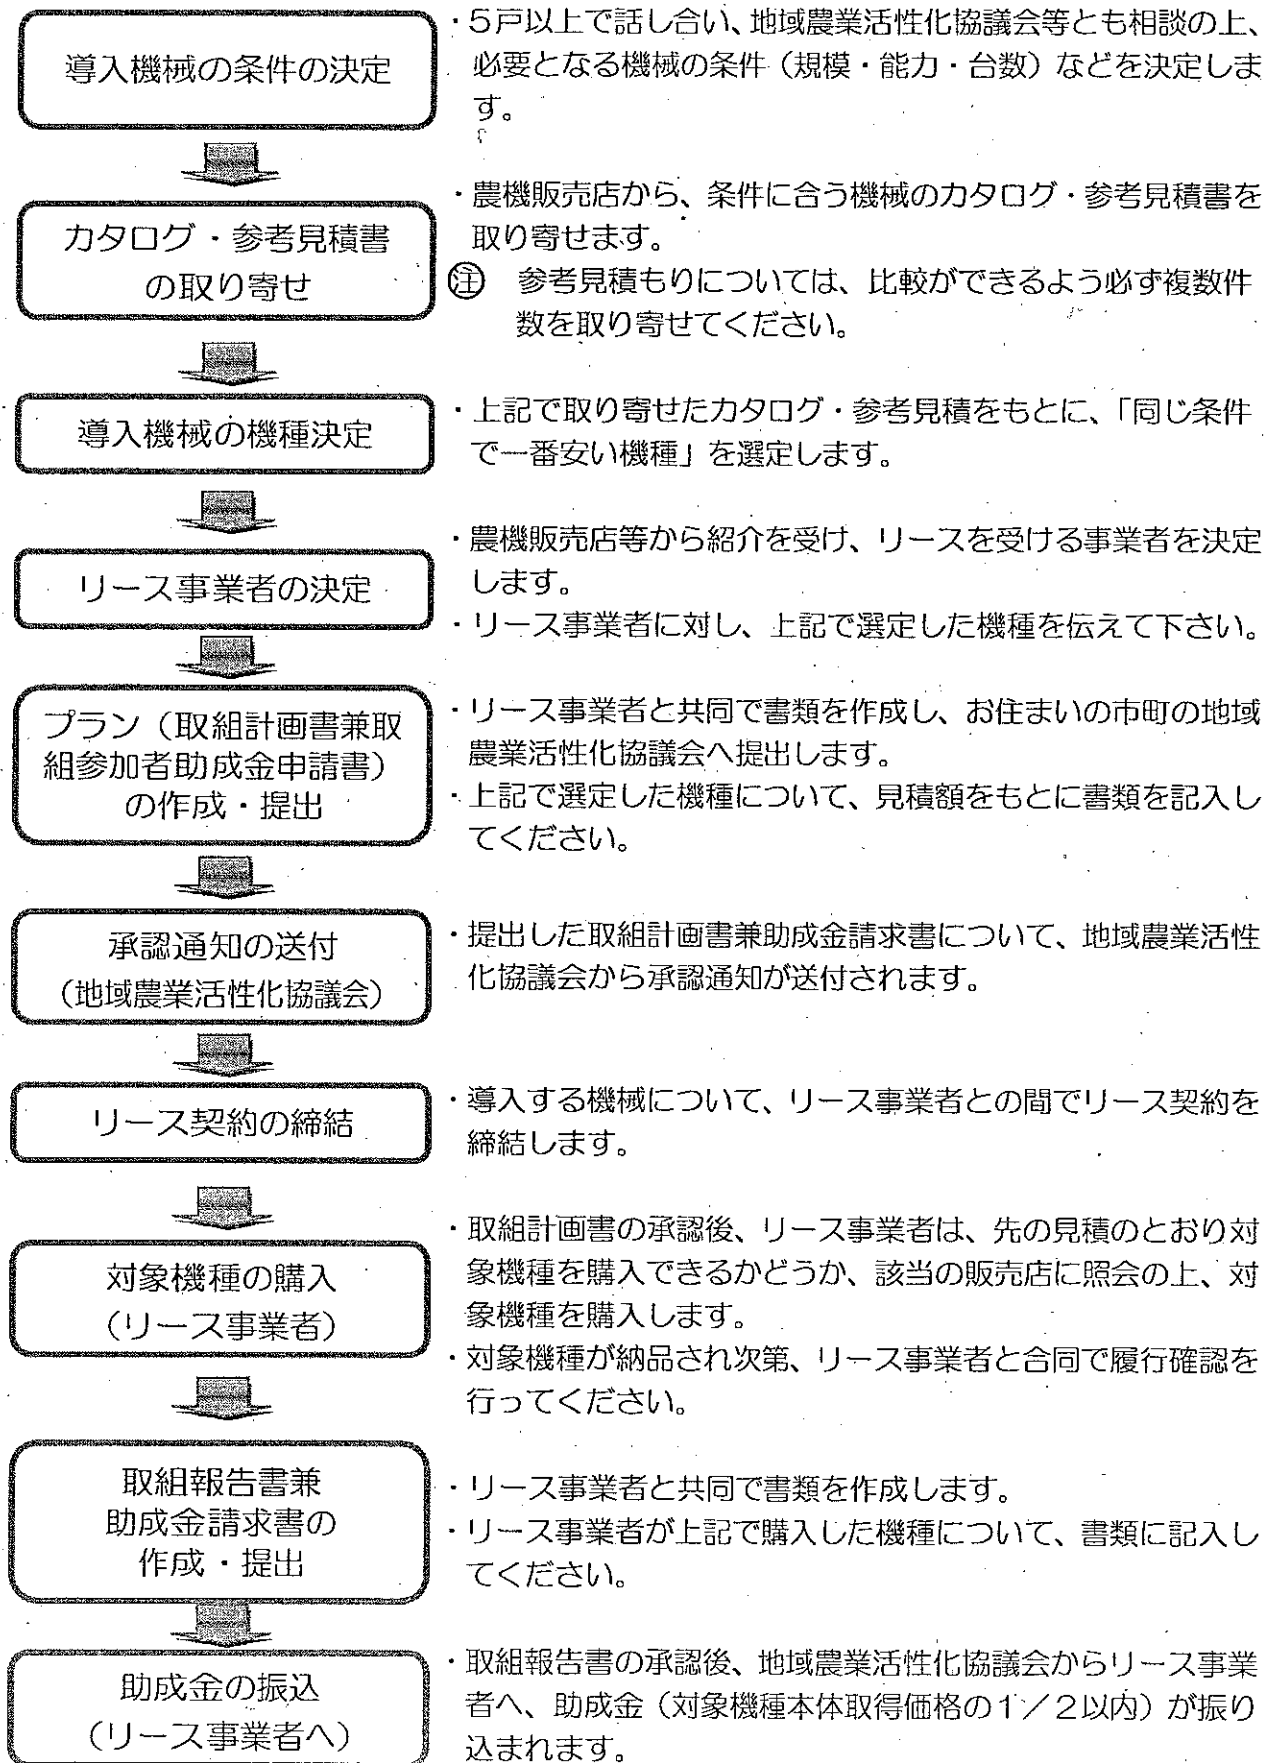 導入機械の条件の決定
・５戸以上で話し合い、地域農業活性化協議会等とも相談の上、
必要となる機械の条件（規模・能力・台数）などを決定しま
す。
カタログ・参考見積書
の取り寄せ
・農機販売店から、条件に合う機械のカタログ・参考見積書を
取り寄せます。
㊟ 参考見積もりについては、比較ができるよう必ず複数件
数を取り寄せてください。
導入機械の機種決定
・上記で取り寄せたカタログ・参考見積をもとに、「同じ条件
で一番安い機種」を選定します。
リース事業者の決定
・農機販売店等から紹介を受け、リースを受ける事業者を決定
します。
・リース事業者に対し、上記で選定した機種を伝えて下さい。
プラン（取組計画書兼取
組参加者助成金申請書）
の作成・提出
・リース事業者と共同で書類を作成し、お住まいの市町の地域
農業活性化協議会へ提出します。
・上記で選定した機種について、見積額をもとに書類を記入し
てください。
承認通知の送付
（地域農業活性化協議会）
・提出した取組計画書兼助成金請求書について、地域農業活性
化協議会から承認通知が送付されます。
リース契約の締結
・導入する機械について、リース事業者との間でリース契約を
締結します。
対象機種の購入
（リース事業者）
・取組計画書の承認後、リース事業者は、先の見積のとおり対
象機種を購入できるかどうか、該当の販売店に照会の上、対
象機種を購入します。
・対象機種が納品され次第、リース事業者と合同で履行確認を
行ってください。
取組報告書兼
助成金請求書の
作成・提出
・リース事業者と共同で書類を作成します。
・リース事業者が上記で購入した機種について、書類に記入し
てください。
助成金の振込
（リース事業者へ）
・取組報告書の承認後、地域農業活性化協議会からリース事業
者へ、助成金（対象機種本体取得価格の１／２以内）が振り
込まれます。